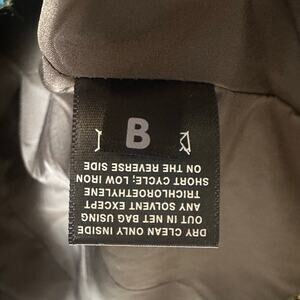 B
DRY CLEAN ONLY INSIDE
OUT IN NET BAG USING
ANY SOLVENT EXCEPT
TRICHLOROETHYLENE
SHORT CYCLE; LOW IRON
ON THE REVERSE SIDE